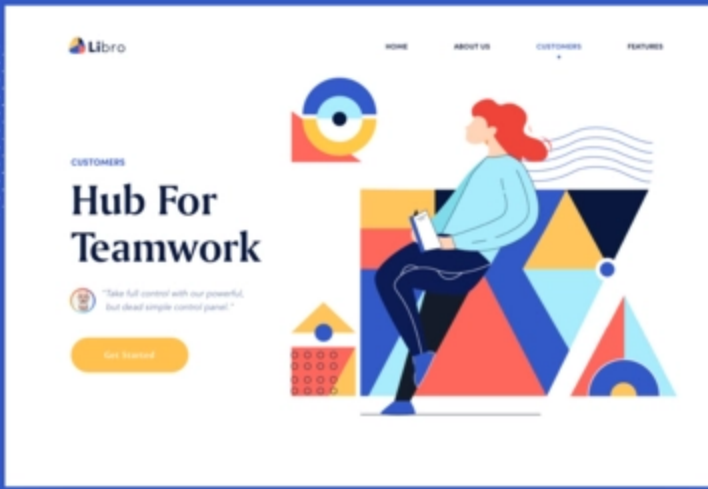 Libro
HOME
ABOUT US
CUSTOMERS
FEATURES
CUSTOMERS
Hub For
Teamwork
"Take full control with our powerful,
but dead simple control panel."
Get Started